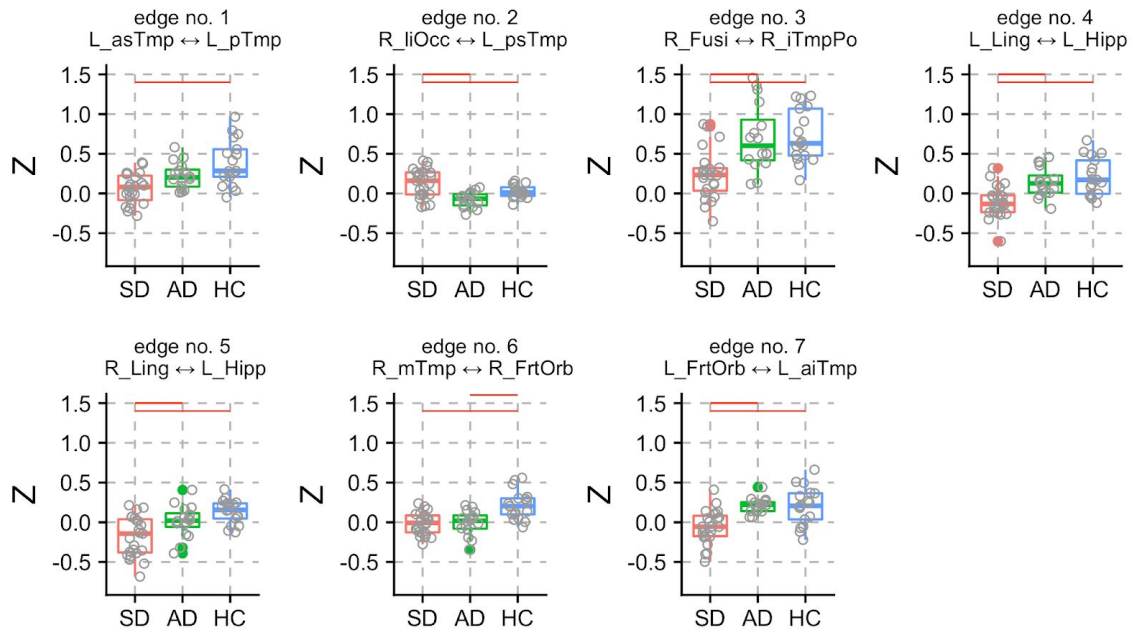 edge no. 1
L_asTmp ↔ L_pTmp
edge no. 2
R_liOcc ↔ L_psTmp
edge no. 3
R_Fusi ↔ R_iTmpPo
edge no. 4
L_Ling ↔ L_Hipp
1.5
1.0
0.5
0.0
-0.5
Z
SD AD HC
1.5
1.0
0.5
0.0
-0.5
Z
SD AD HC
1.5
1.0
0.5
0.0
-0.5
Z
SD AD HC
1.5
1.0
0.5
0.0
-0.5
Z
SD AD HC
edge no. 5
R_Ling ↔ L_Hipp
edge no. 6
R_mTmp ↔ R_FrtOrb
edge no. 7
L_FrtOrb ↔ L_aiTmp
1.5
1.0
0.5
0.0
-0.5
Z
SD AD HC
1.5
1.0
0.5
0.0
-0.5
Z
SD AD HC
1.5
1.0
0.5
0.0
-0.5
Z
SD AD HC